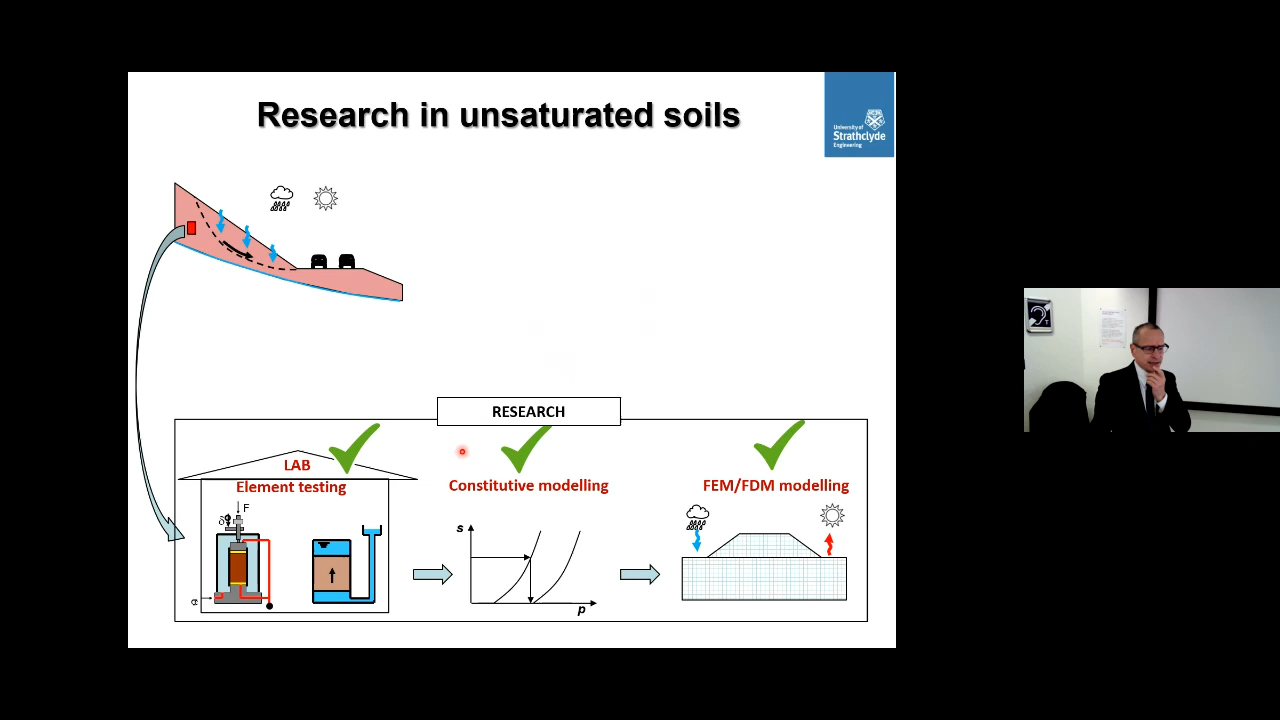 Research in unsaturated soils
University of
Strathclyde
Engineering
RESEARCH
LAB
Element testing
Constitutive modelling
FEM/FDM modelling
F
δ
s
p
T